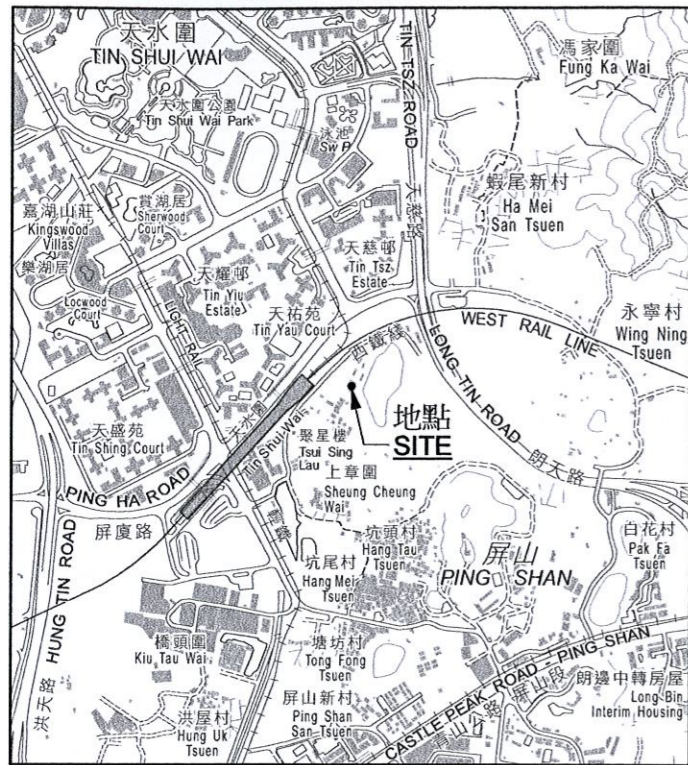 天水圍
TIN SHUI WAI
天水圍公園
Tin Shui Wai Park
泳池
Sw P
TIN TSZ ROAD
天慈路
馮家圍
Fung Ka Wai
蝦尾新村
Ha Mei
San Tsuen
嘉湖山莊
Kingswood
Villas
賞湖居
Sherwood
Court
樂湖居
Locwood
Court
天耀邨
Tin Yiu
Estate
LIGHT RAIL
天祐苑
Tin Yau Court
天慈邨
Tin Tsz
Estate
西鐵綫
WEST RAIL LINE
永寧村
Wing Ning
Tsuen
LONG TIN ROAD
朗天路
地點
SITE
天水圍
Tin Shui Wai
天盛苑
Tin Shing Court
聚星樓
Tsui Sing
Lau
上章圍
Sheung Cheung
Wai
PING HA ROAD
屏廈路
輕鐵
坑頭村
Hang Tau
Tsuen
坑尾村
Hang Mei
Tsuen
屏山
PING SHAN
白花村
Pak Fa
Tsuen
洪天路
HUNG TIN ROAD
橋頭圍
Kiu Tau Wai
塘坊村
Tong Fong
Tsuen
洪屋村
Hung Uk
Tsuen
屏山新村
Ping Shan
San Tsuen
CASTLE PEAK ROAD - PING SHAN
青山公路 屏山段
朗邊中轉房屋
Long Bin
Interim Housing